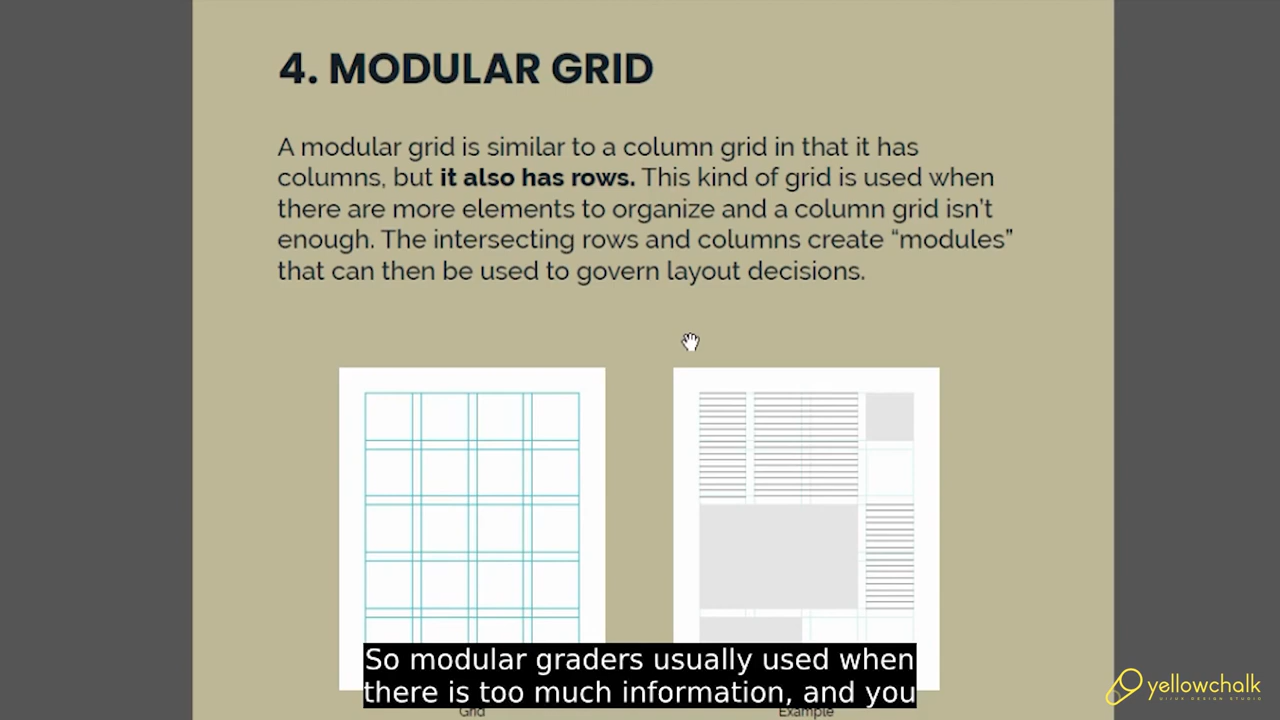 4. MODULAR GRID
A modular grid is similar to a column grid in that it has
columns, but it also has rows. This kind of grid is used when
there are more elements to organize and a column grid isn't
enough. The intersecting rows and columns create “modules”
that can then be used to govern layout decisions.
So modular graders usually used when
there is too much information, and you
Grid
Example
yellowchalk